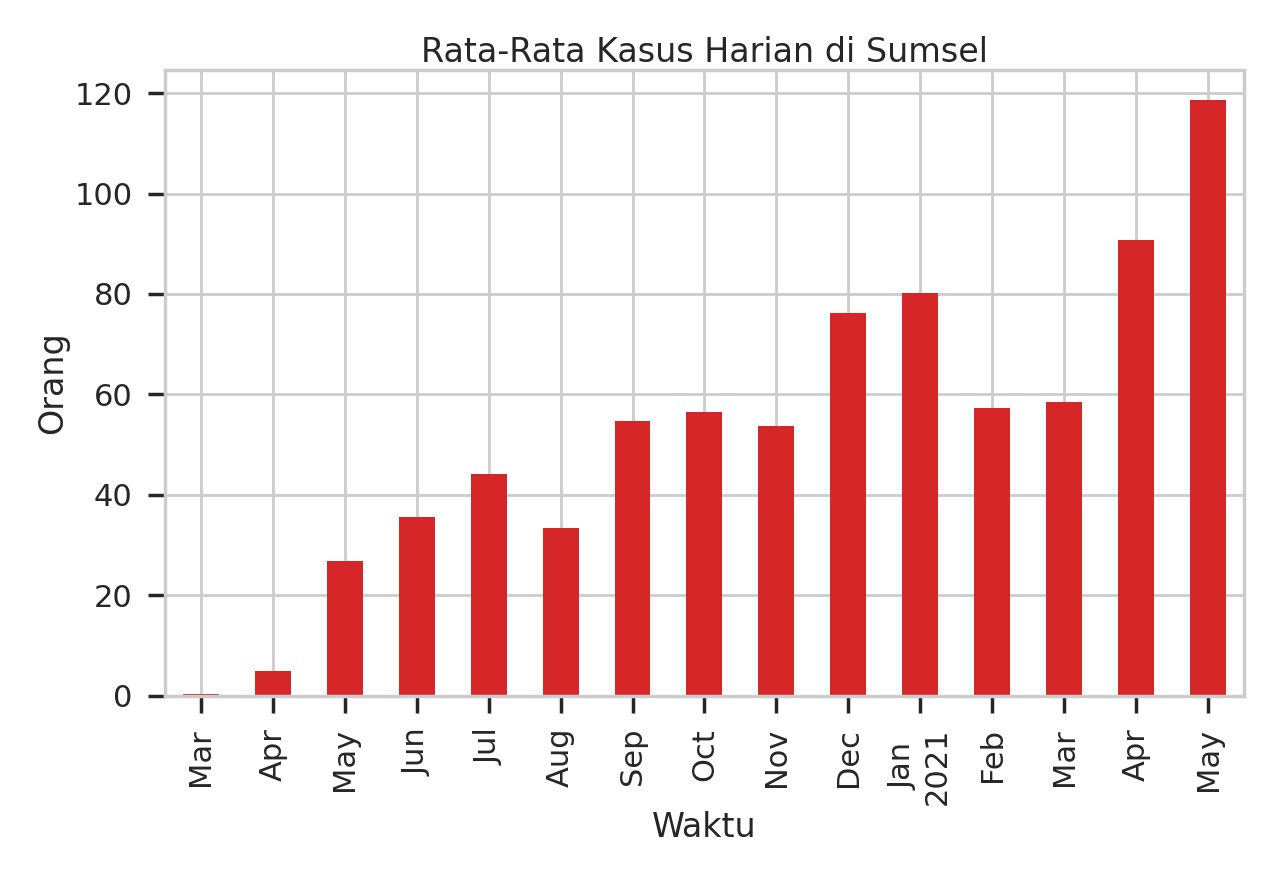 Rata-Rata Kasus Harian di Sumsel
120
100
80
60
40
20
0
Orang
Mar
Apr
May
Jun
Jul
Aug
Sep
Oct
Nov
Dec
Jan
2021
Feb
Mar
Apr
May
Waktu